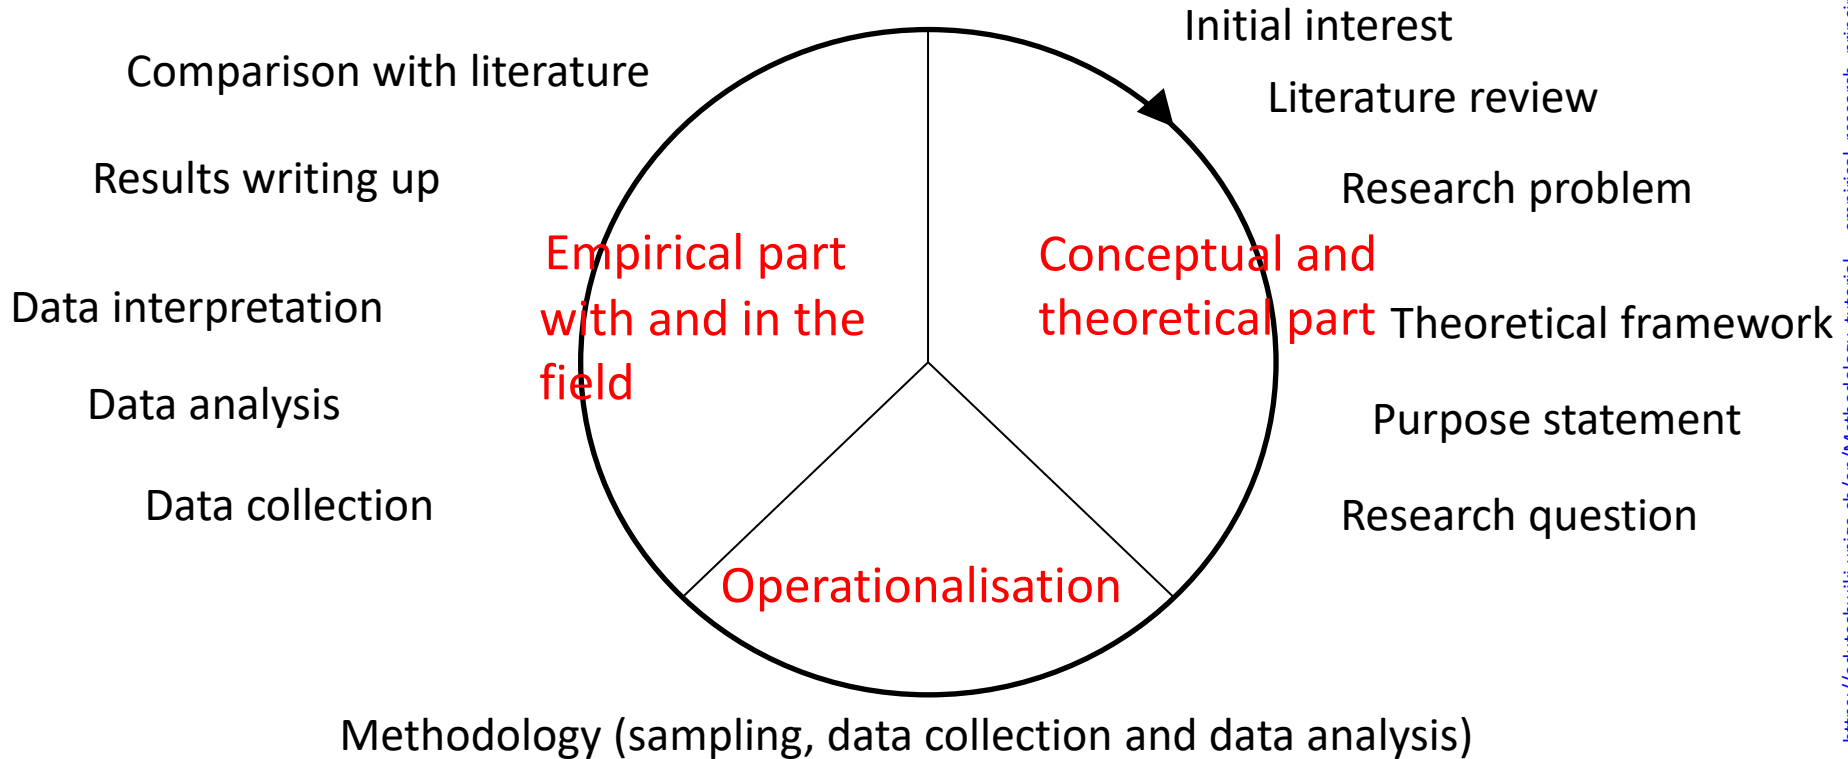 Initial interest
Literature review
Research problem
Conceptual and
theoretical part
Theoretical framework
Purpose statement
Research question
Operationalisation
Methodology (sampling, data collection and data analysis)
Comparison with literature
Results writing up
Empirical part
with and in the
field
Data interpretation
Data analysis
Data collection